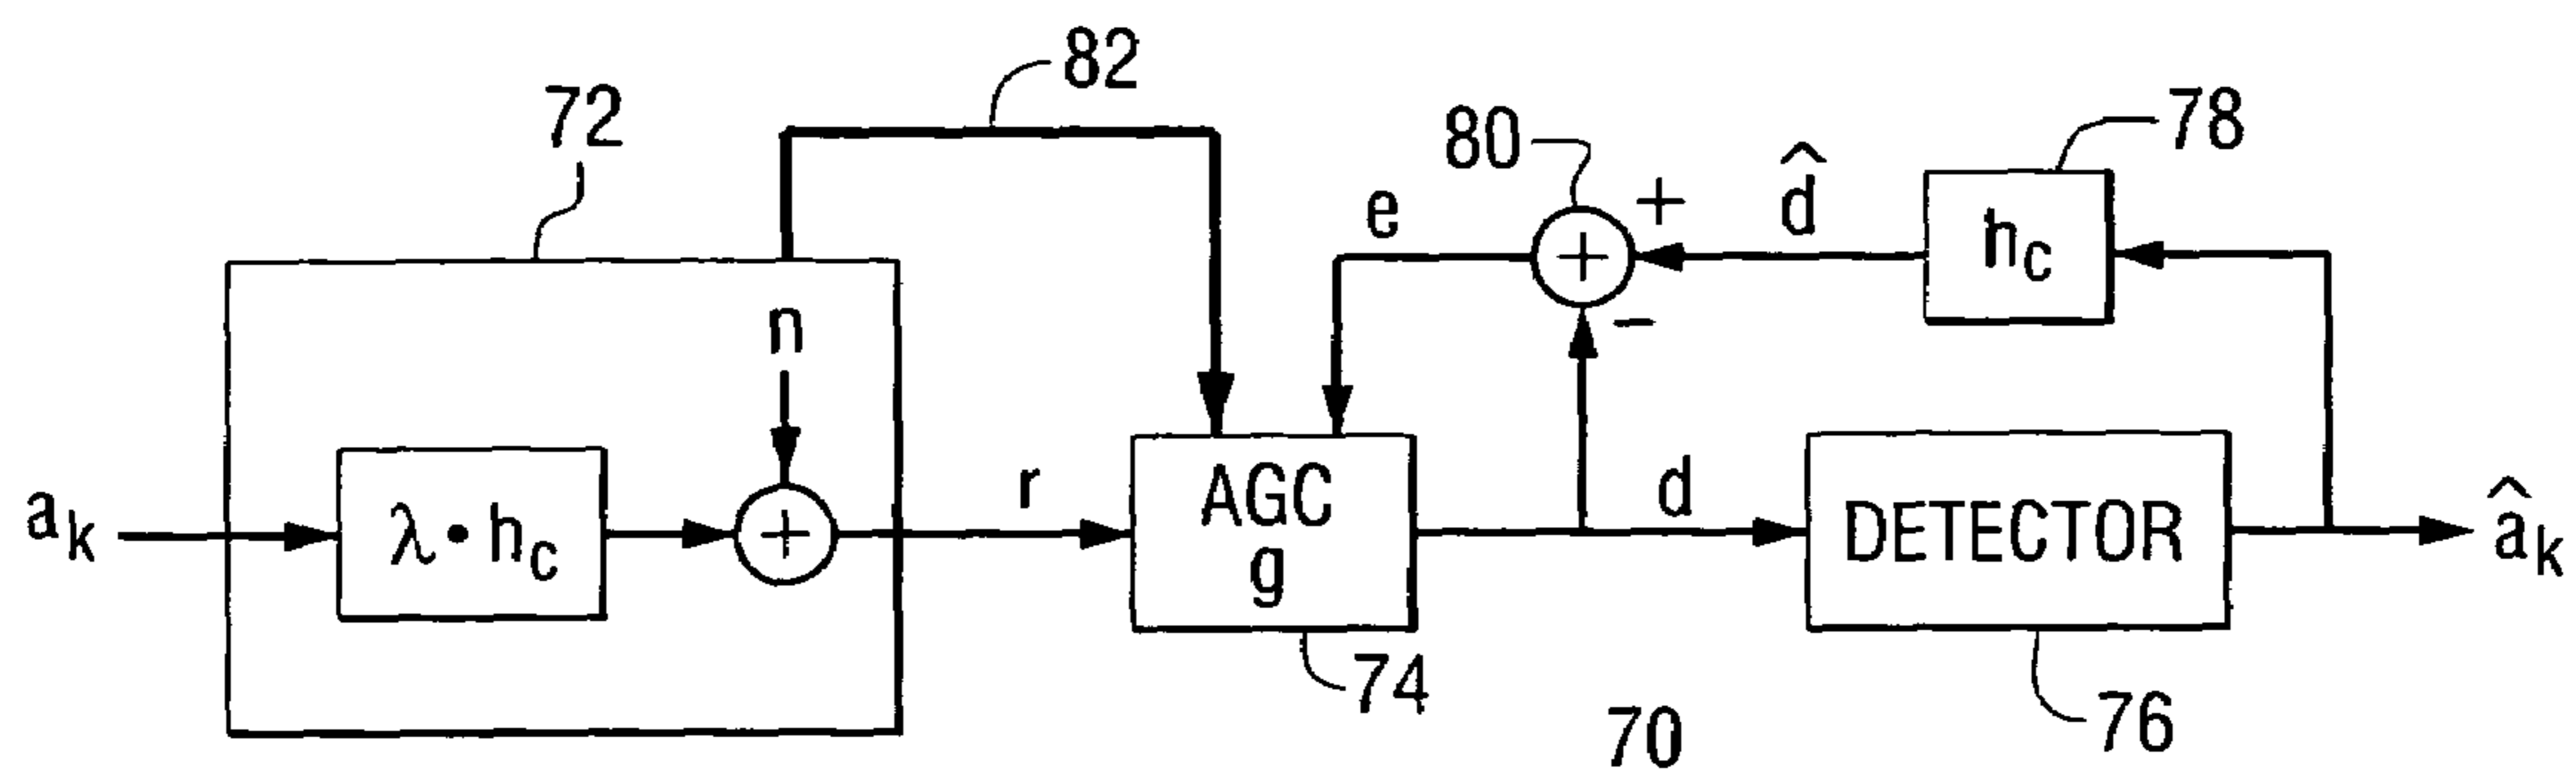 82
72
80
+
d̂
78
e
+
h_c
n
−
a_k
λ·h_c
+
r
AGC
g
d
DETECTOR
â_k
74
70
76